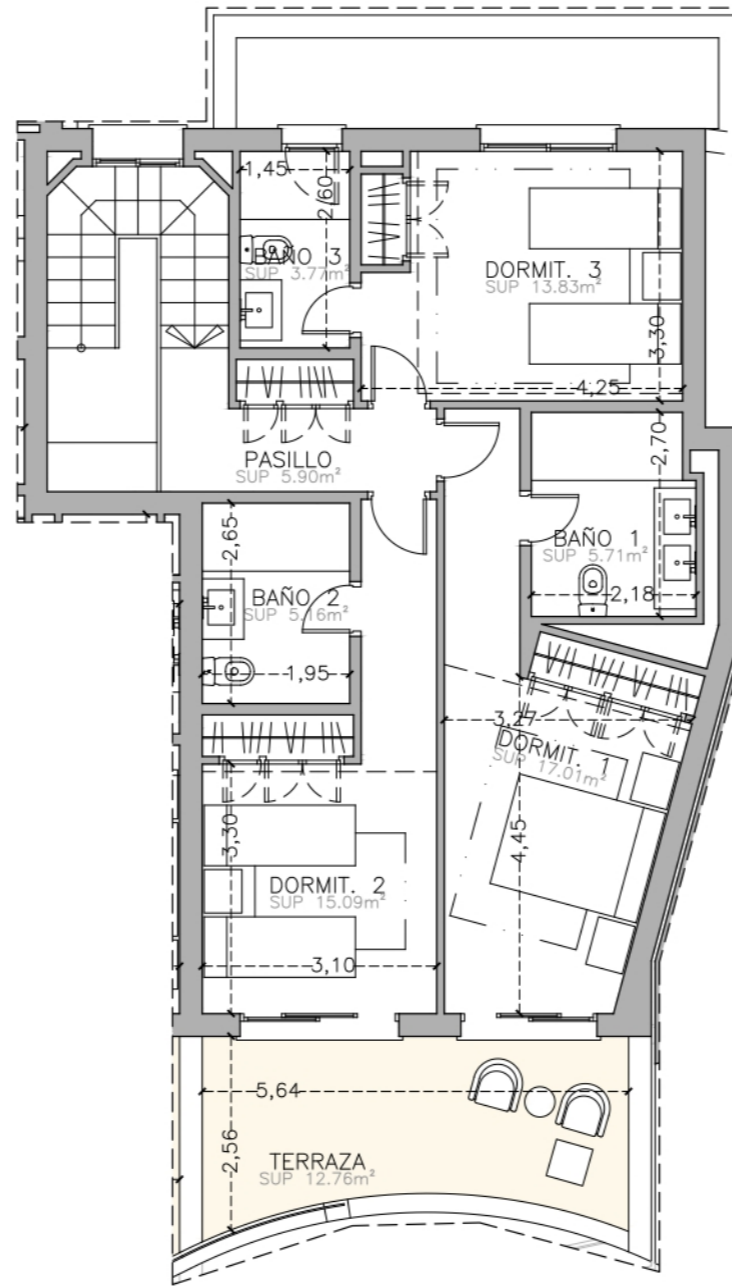 1,45
2,60
BAÑO 3
SUP 3.77m²
DORMIT. 3
SUP 13.83m²
3,30
4,25
PASILLO
SUP 5.90m²
2,70
BAÑO 1
SUP 5.71m²
2,18
2,65
BAÑO 2
SUP 5.16m²
1,95
3,27
DORMIT. 1
SUP 17.01m²
4,45
3,30
DORMIT. 2
SUP 15.09m²
3,10
5,64
2,56
TERRAZA
SUP 12.76m²